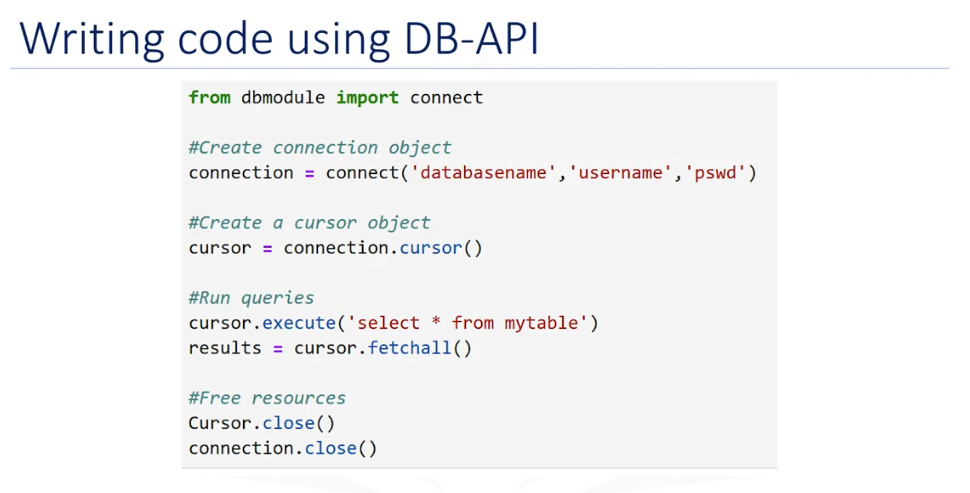 Writing code using DB-API
from dbmodule import connect
#Create connection object
connection = connect('databasename','username','pswd')
#Create a cursor object
cursor = connection.cursor()
#Run queries
cursor.execute('select * from mytable')
results = cursor.fetchall()
#Free resources
Cursor.close()
connection.close()